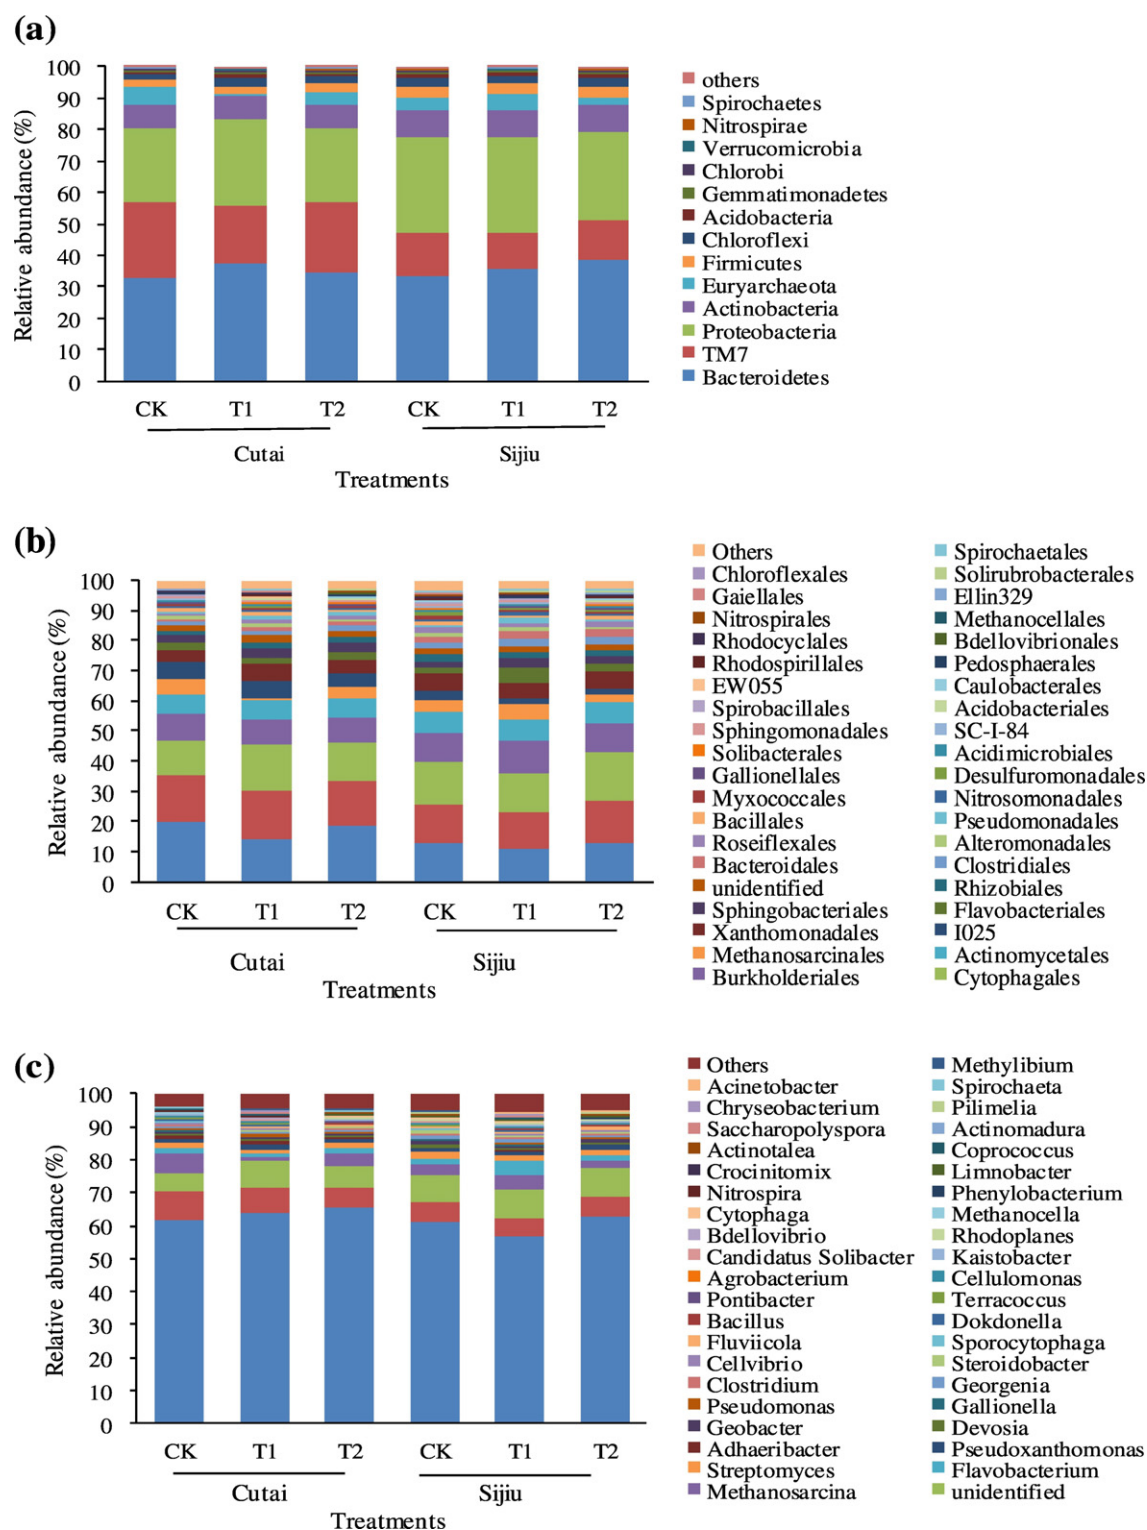 (a)
100
90
80
70
60
50
40
30
20
10
0
Relative abundance (%)
CK T1 T2 CK T1 T2
Cutai Sijiu
Treatments
others
Spirochaetes
Nitrospirae
Verrucomicrobia
Chlorobi
Gemmatimonadetes
Acidobacteria
Chloroflexi
Firmicutes
Euryarchaeota
Actinobacteria
Proteobacteria
TM7
Bacteroidetes
(b)
100
90
80
70
60
50
40
30
20
10
0
Relative abundance (%)
CK T1 T2 CK T1 T2
Cutai Sijiu
Treatments
Others Spirochaetales
Chloroflexales Solirubrobacterales
Gaiellales Ellin329
Nitrospirales Methanocellales
Rhodocyclales Bdellovibrionales
Rhodospirillales Pedosphaerales
EW055 Caulobacterales
Spirobacillales Acidobacteriales
Sphingomonadales SC-I-84
Solibacterales Acidimicrobiales
Gallionellales Desulfuromonadales
Myxococcales Nitrosomonadales
Bacillales Pseudomonadales
Roseiflexales Alteromonadales
Bacteroidales Clostridiales
unidentified Rhizobiales
Sphingobacteriales Flavobacteriales
Xanthomonadales I025
Methanosarcinales Actinomycetales
Burkholderiales Cytophagales
(c)
100
90
80
70
60
50
40
30
20
10
0
Relative abundance (%)
CK T1 T2 CK T1 T2
Cutai Sijiu
Treatments
Others Methylibium
Acinetobacter Spirochaeta
Chryseobacterium Pilimelia
Saccharopolyspora Actinomadura
Actinotalea Coprococcus
Crocinitomix Limnobacter
Nitrospira Phenylobacterium
Cytophaga Methanocella
Bdellovibrio Rhodoplanes
Candidatus Solibacter Kaistobacter
Agrobacterium Cellulomonas
Pontibacter Terracoccus
Bacillus Dokdonella
Fluviicola Sporocytophaga
Cellvibrio Steroidobacter
Clostridium Georgenia
Pseudomonas Gallionella
Geobacter Devosia
Adhaeribacter Pseudoxanthomonas
Streptomyces Flavobacterium
Methanosarcina unidentified